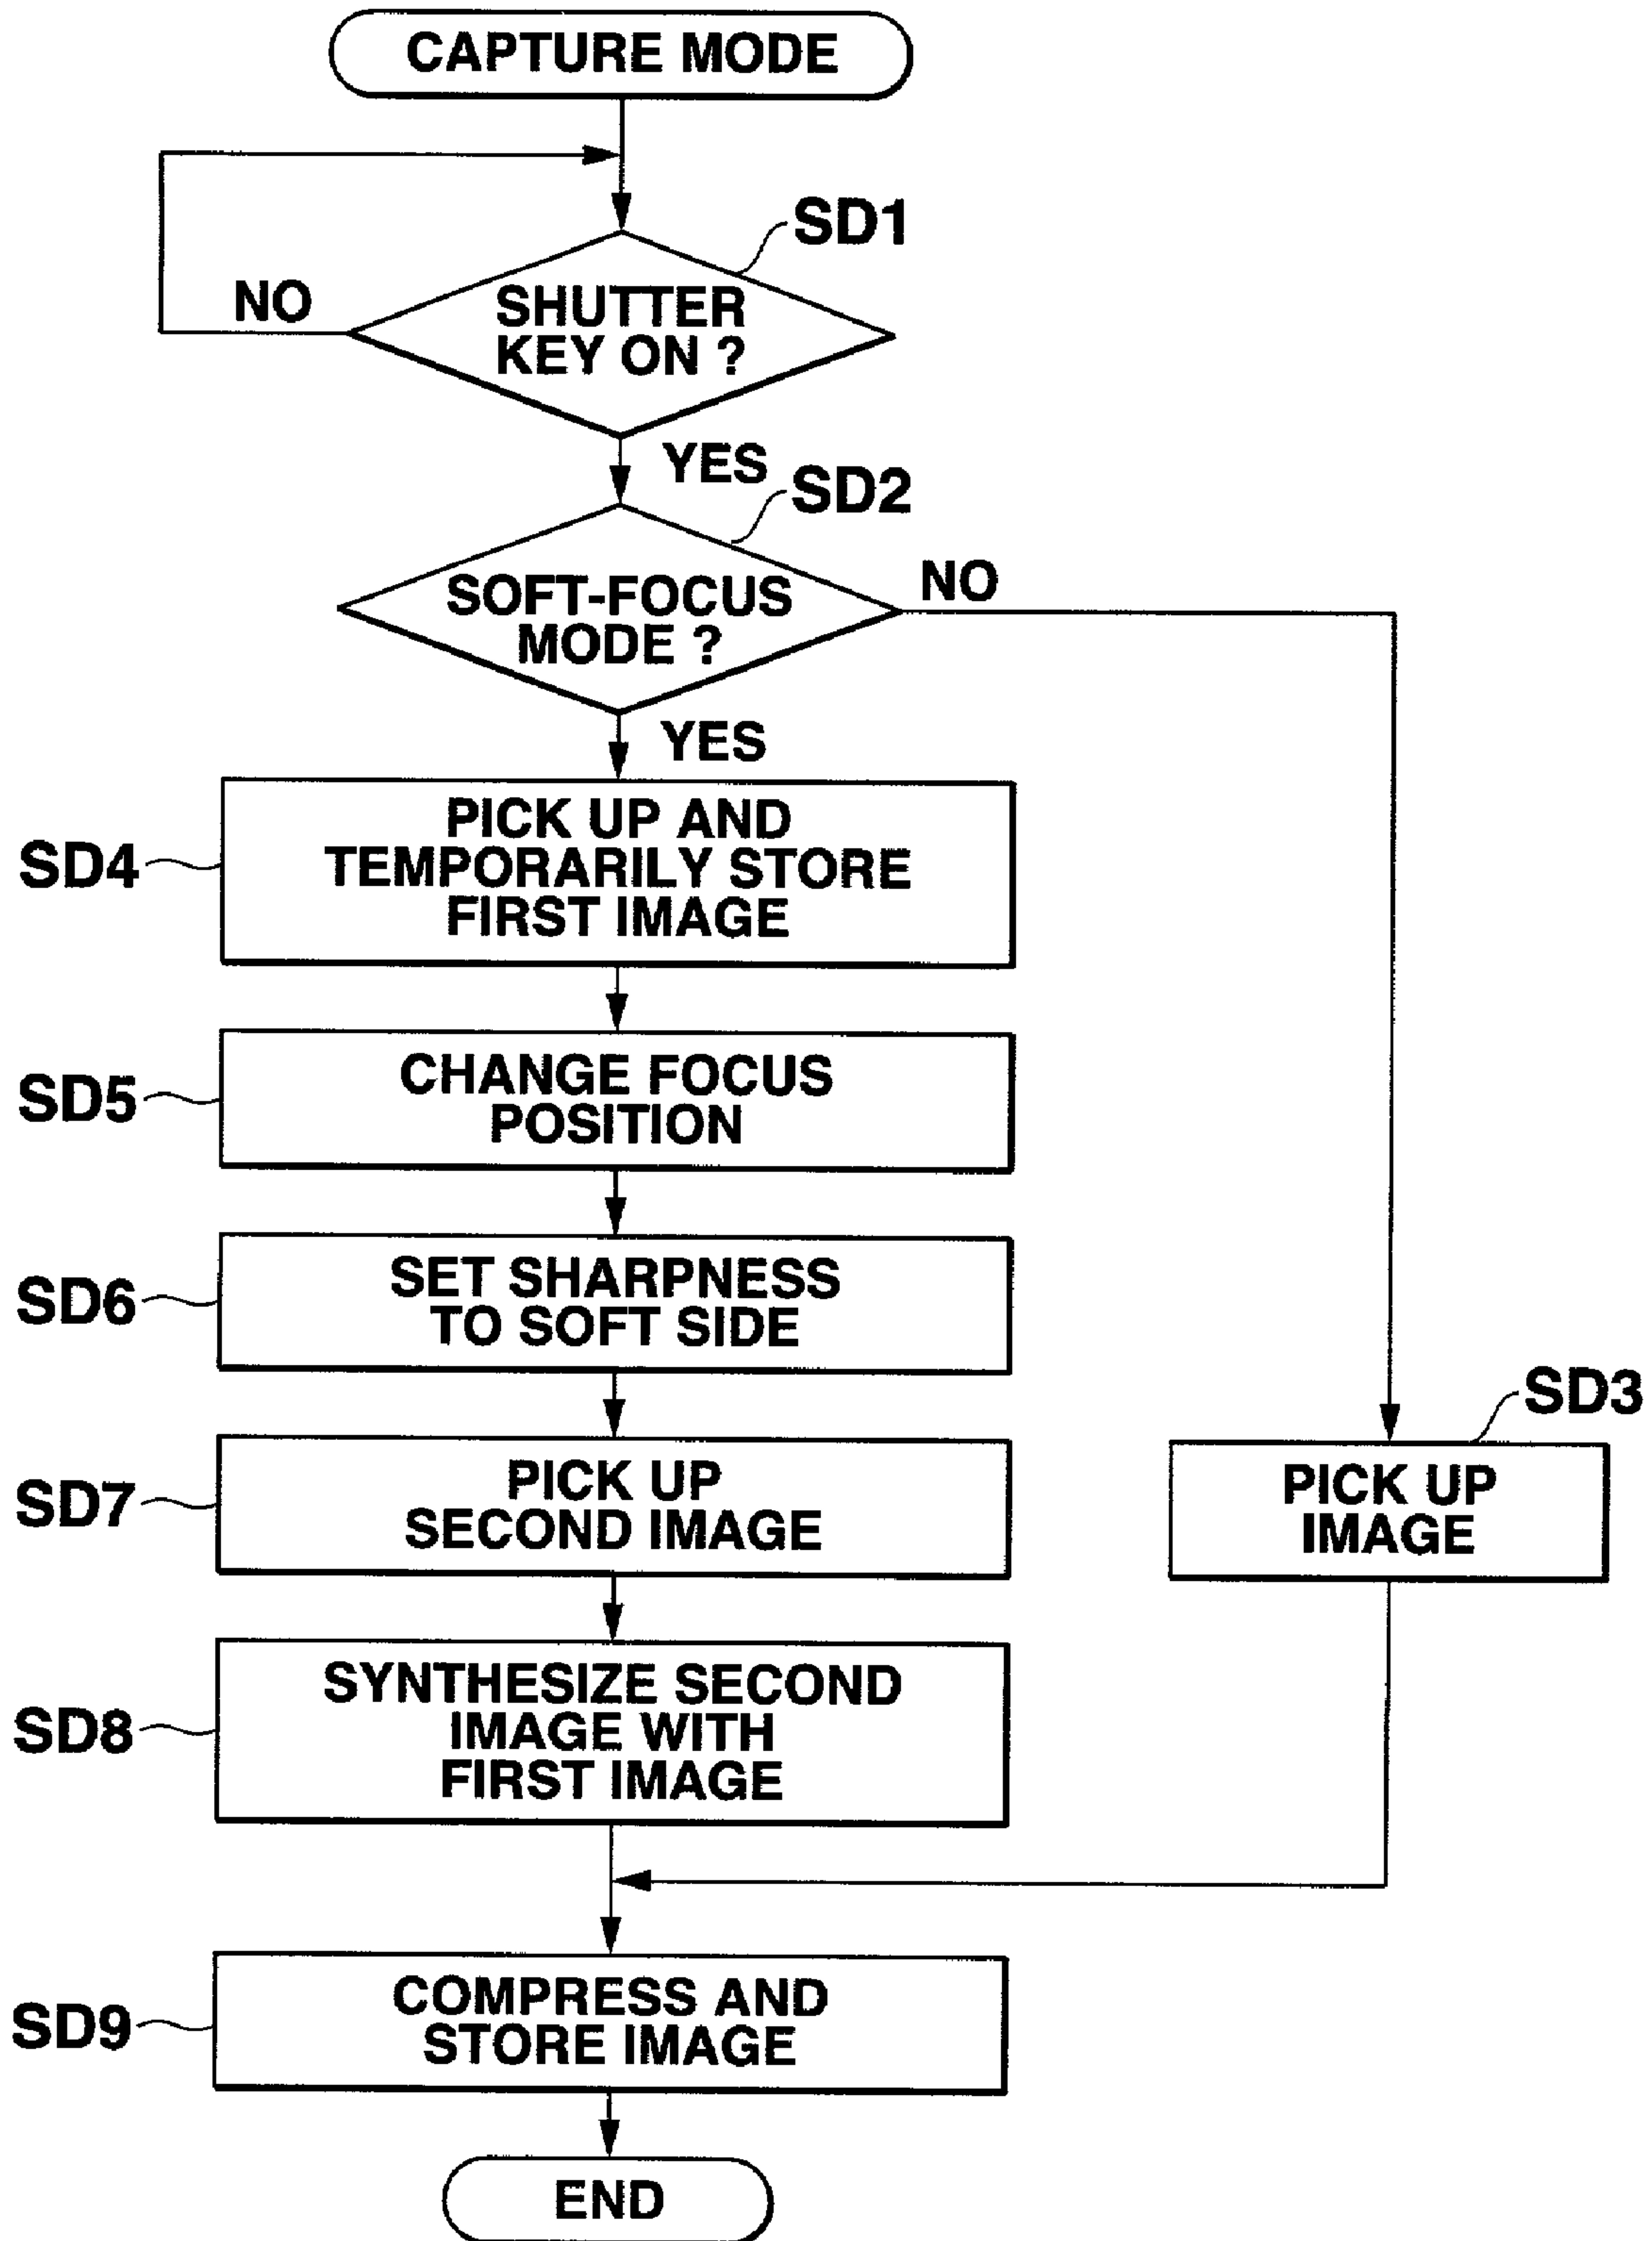 CAPTURE MODE
SD1
NO
SHUTTER
KEY ON ?
YES
SD2
NO
SOFT-FOCUS
MODE ?
YES
SD4
PICK UP AND
TEMPORARILY STORE
FIRST IMAGE
SD5
CHANGE FOCUS
POSITION
SD6
SET SHARPNESS
TO SOFT SIDE
SD3
SD7
PICK UP
SECOND IMAGE
PICK UP
IMAGE
SD8
SYNTHESIZE SECOND
IMAGE WITH
FIRST IMAGE
SD9
COMPRESS AND
STORE IMAGE
END